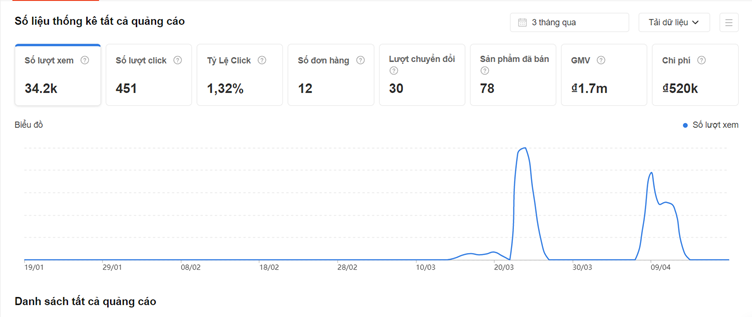 Số liệu thống kê tất cả quảng cáo
3 tháng qua
Tải dữ liệu
Số lượt xem
34.2k
Số lượt click
451
Tỷ Lệ Click
1,32%
Số đơn hàng
12
Lượt chuyển đổi
30
Sản phẩm đã bán
78
GMV
₫1.7m
Chi phí
₫520k
Biểu đồ
Số lượt xem
19/01 29/01 08/02 18/02 28/02 10/03 20/03 30/03 09/04
Danh sách tất cả quảng cáo